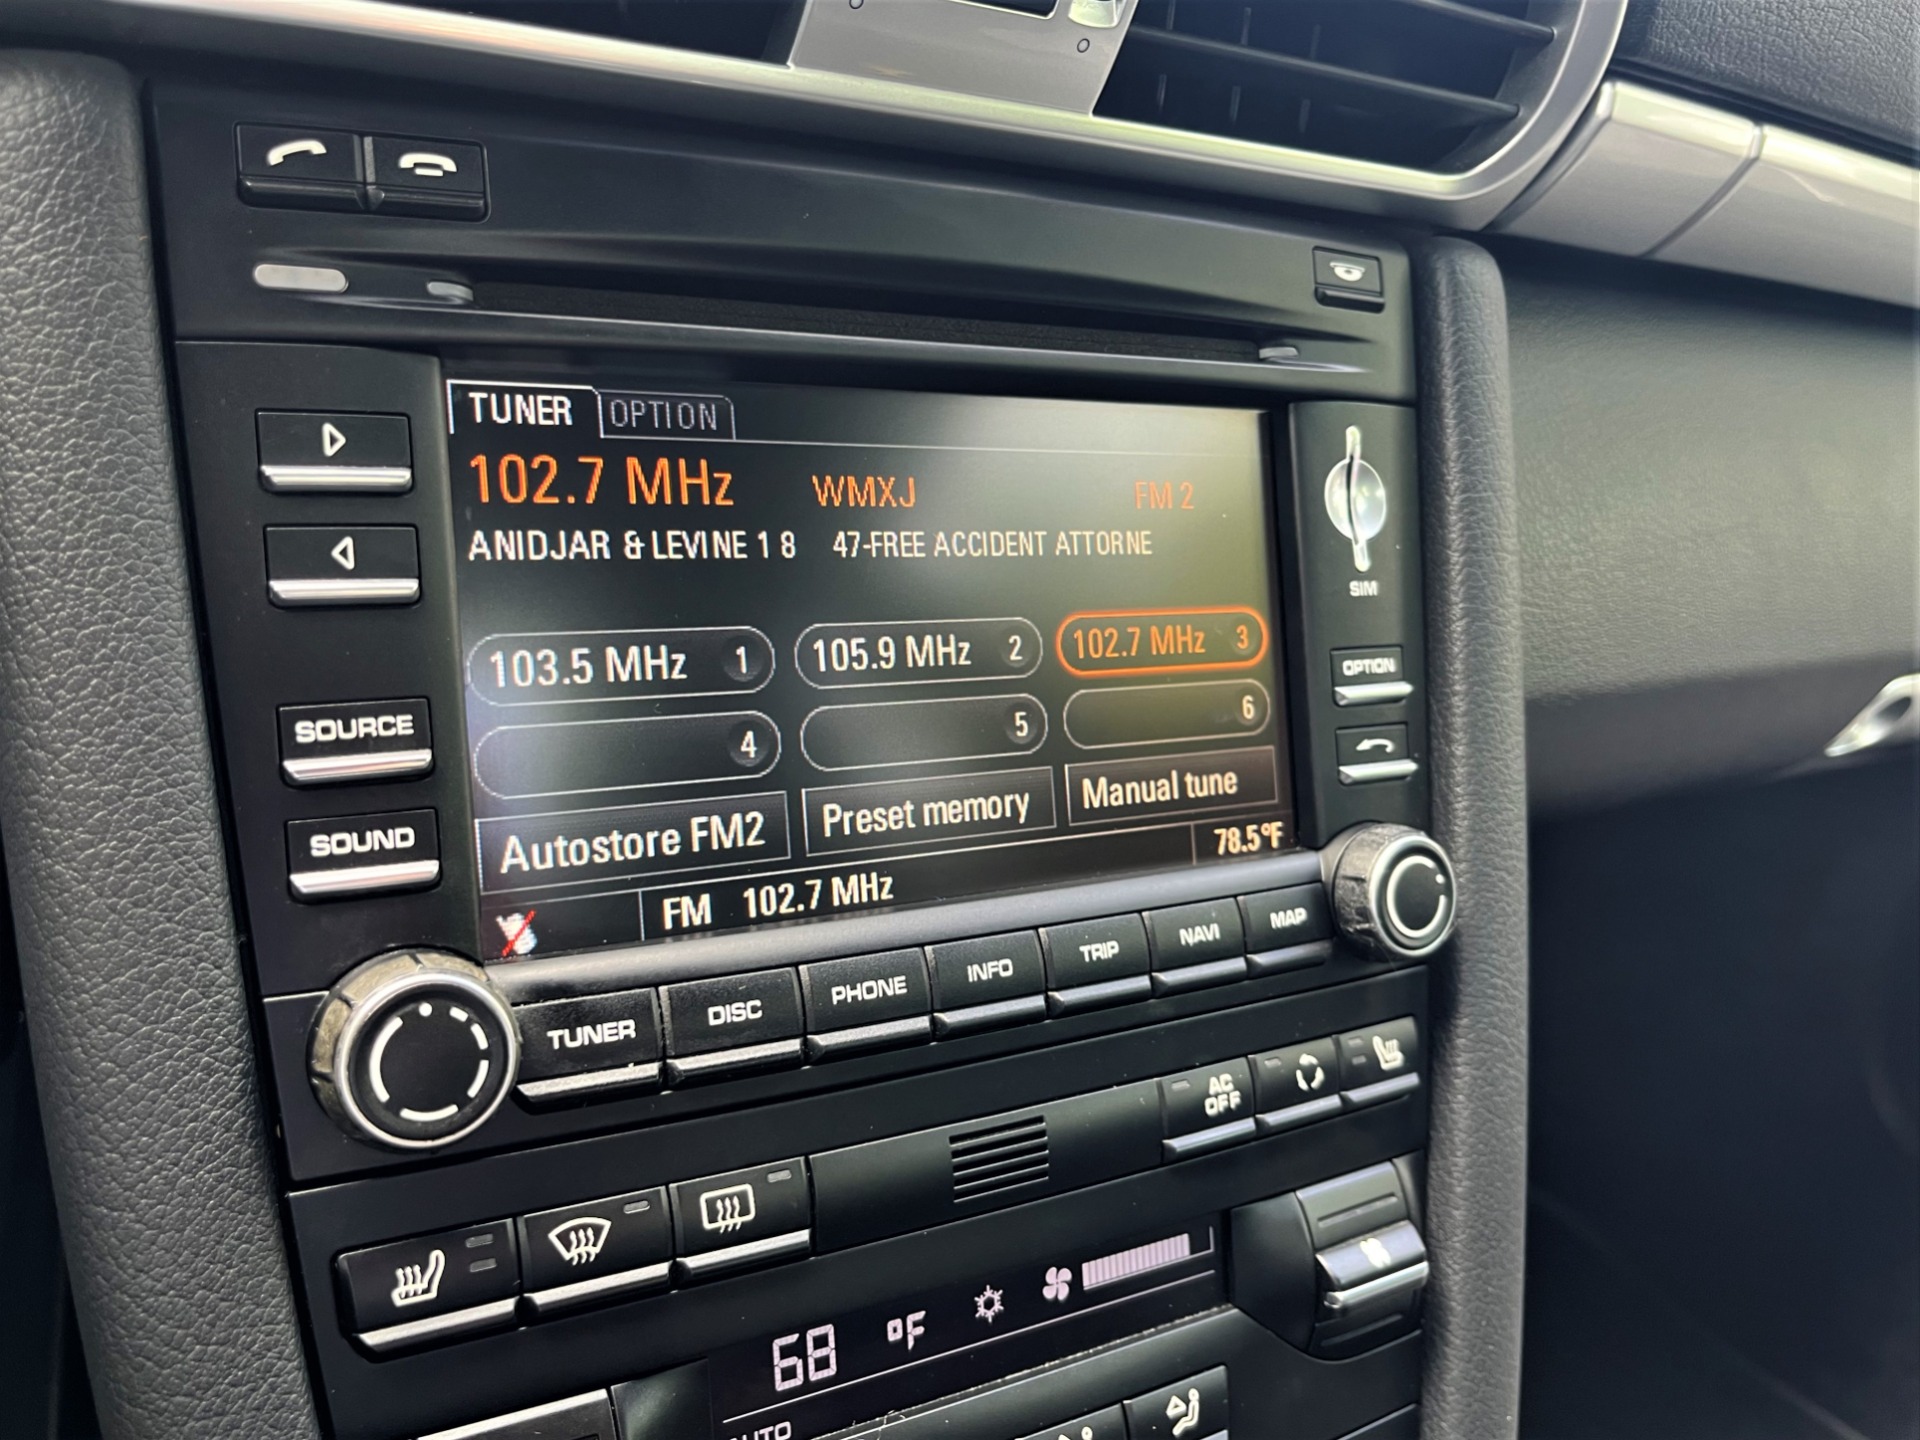 TUNER OPTION
102.7 MHz WMXJ FM 2
ANIDJAR & LEVINE 1 8 47-FREE ACCIDENT ATTORNE
SIM
103.5 MHz 1 105.9 MHz 2 102.7 MHz 3
OPTION
4 5 6
SOURCE
Autostore FM2 Preset memory Manual tune
SOUND
78.5°F
FM 102.7 MHz
TUNER DISC PHONE INFO TRIP NAVI MAP
AC
OFF
68 °F
AUTO